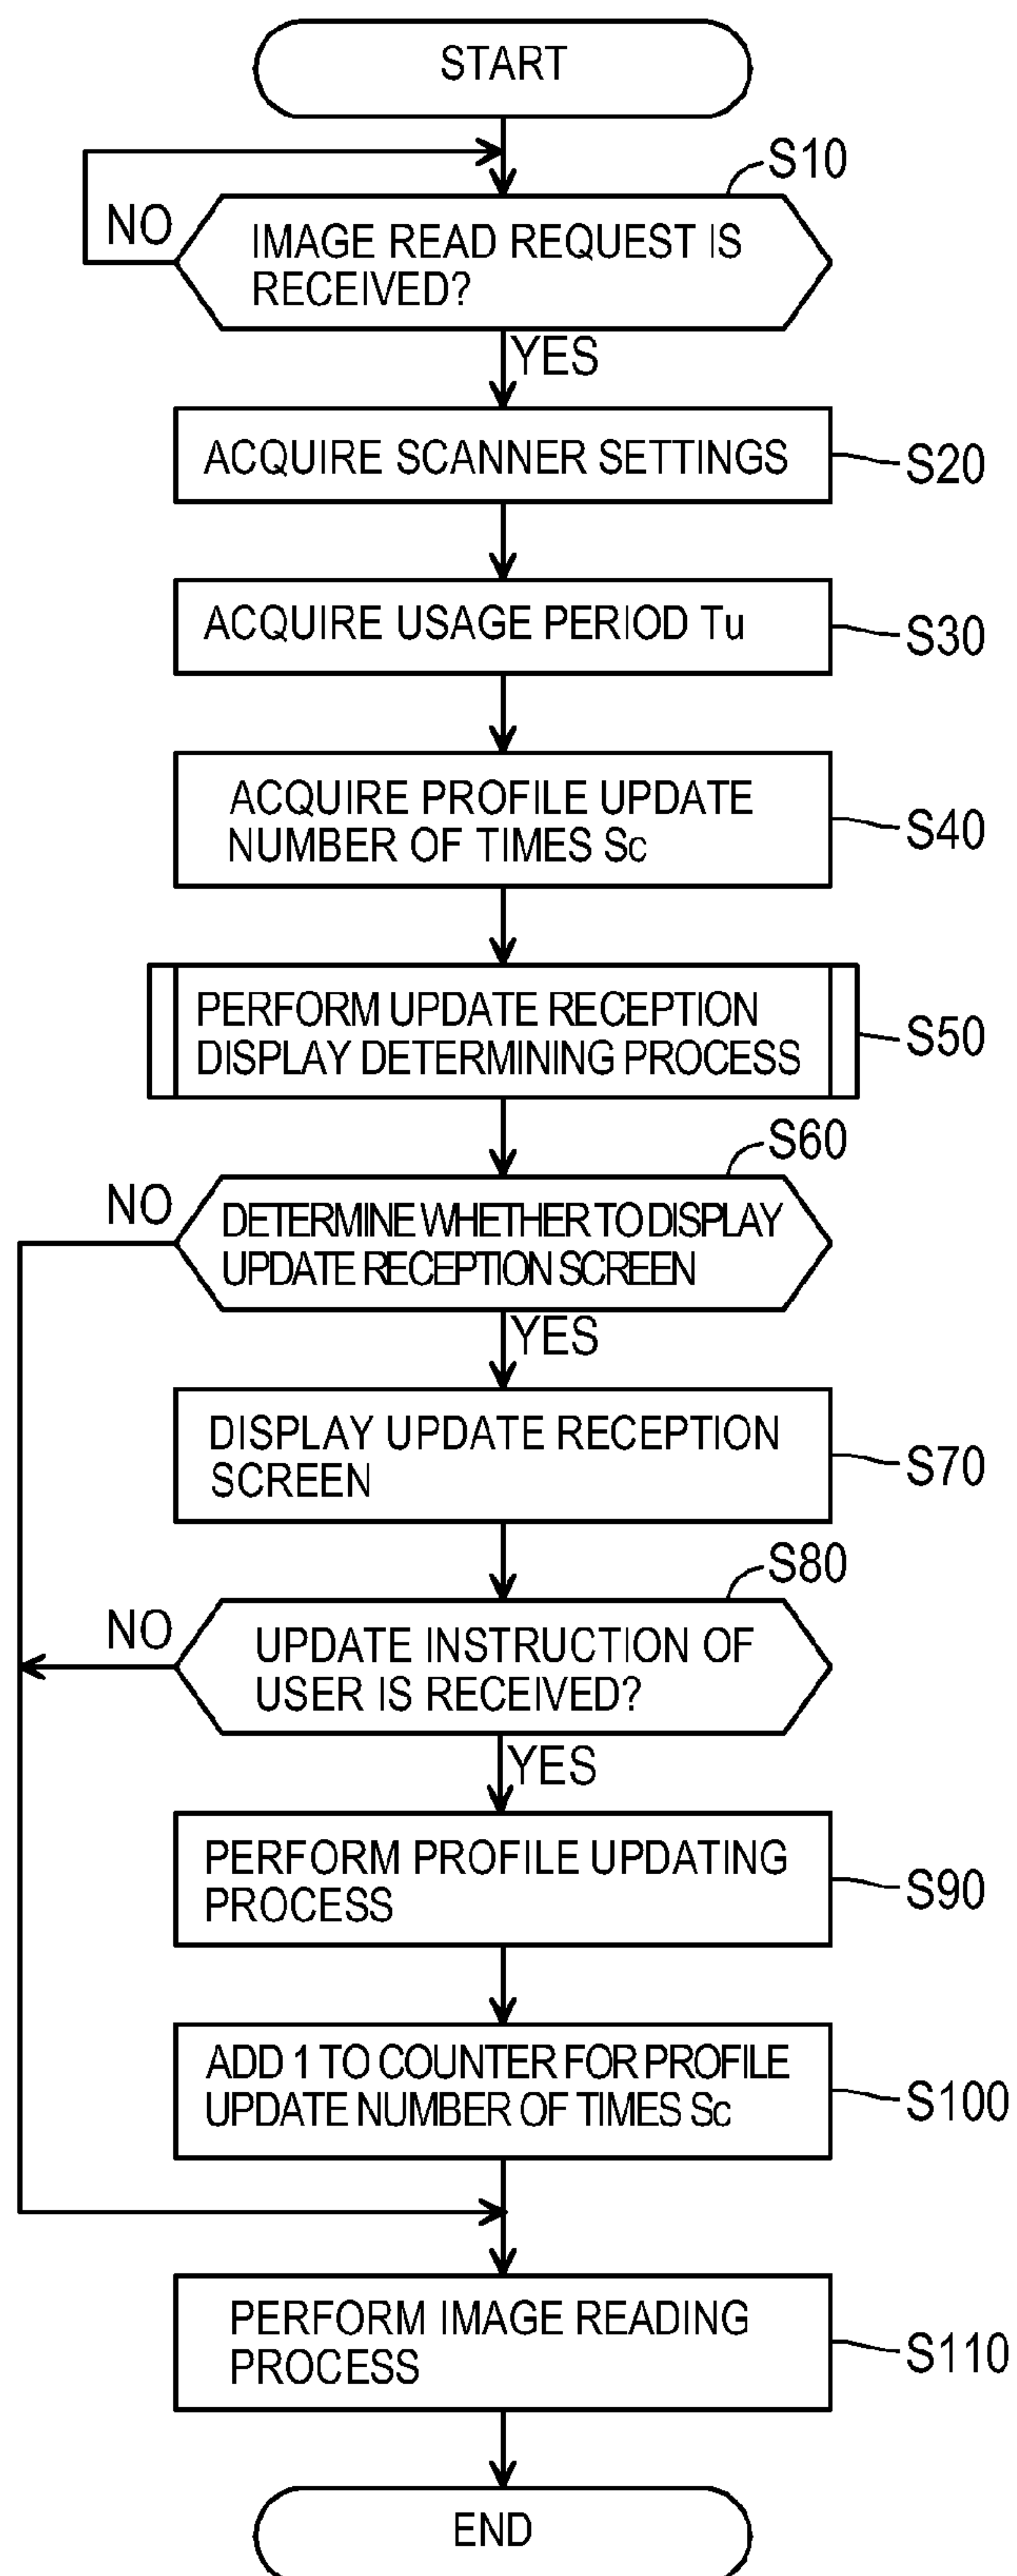 START
S10
NO
IMAGE READ REQUEST IS
RECEIVED?
YES
ACQUIRE SCANNER SETTINGS
S20
ACQUIRE USAGE PERIOD Tu
S30
ACQUIRE PROFILE UPDATE
NUMBER OF TIMES Sc
S40
PERFORM UPDATE RECEPTION
DISPLAY DETERMINING PROCESS
S50
S60
NO
DETERMINE WHETHER TO DISPLAY
UPDATE RECEPTION SCREEN
YES
DISPLAY UPDATE RECEPTION
SCREEN
S70
S80
NO
UPDATE INSTRUCTION OF
USER IS RECEIVED?
YES
PERFORM PROFILE UPDATING
PROCESS
S90
ADD 1 TO COUNTER FOR PROFILE
UPDATE NUMBER OF TIMES Sc
S100
PERFORM IMAGE READING
PROCESS
S110
END